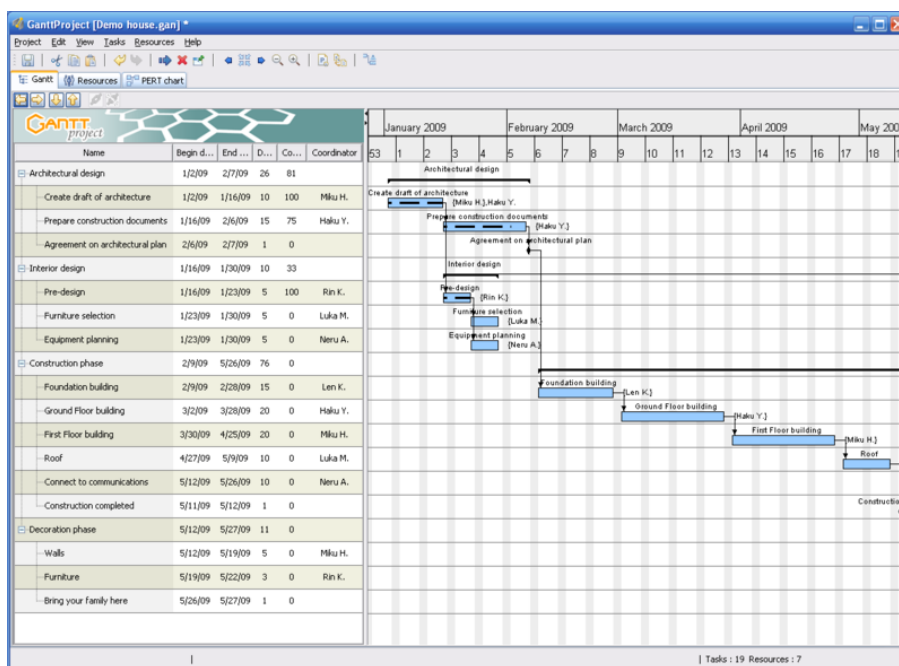 GanttProject [Demo house.gan] *
Project Edit View Tasks Resources Help
Gantt Resources PERT chart
GANTT project
January 2009 February 2009 March 2009 April 2009 May 200
Name Begin d... End ... D... Co... Coordinator 53 1 2 3 4 5 6 7 8 9 10 11 12 13 14 15 16 17 18 1
Architectural design 1/2/09 2/7/09 26 81 Architectural design
Create draft of architecture 1/2/09 1/16/09 10 100 Miku H. Create draft of architecture {Miku H.},Haku Y.
Prepare construction documents 1/16/09 2/6/09 15 75 Haku Y. Prepare construction documents {Haku Y.}
Agreement on architectural plan 2/6/09 2/7/09 1 0 Agreement on architectural plan
Interior design 1/16/09 1/30/09 10 33 Interior design
Pre-design 1/16/09 1/23/09 5 100 Rin K. Pre-design {Rin K.}
Furniture selection 1/23/09 1/30/09 5 0 Luka M. Furniture selection {Luka M.}
Equipment planning 1/23/09 1/30/09 5 0 Neru A. Equipment planning {Neru A.}
Construction phase 2/9/09 5/26/09 76 0
Foundation building 2/9/09 2/28/09 15 0 Len K. Foundation building {Len K.}
Ground Floor building 3/2/09 3/28/09 20 0 Haku Y. Ground Floor building {Haku Y.}
First Floor building 3/30/09 4/25/09 20 0 Miku H. First Floor building {Miku H.}
Roof 4/27/09 5/9/09 10 0 Luka M. Roof
Connect to communications 5/12/09 5/26/09 10 0 Neru A.
Construction completed 5/11/09 5/12/09 1 0 Constructio
Decoration phase 5/12/09 5/27/09 11 0
Walls 5/12/09 5/19/09 5 0 Miku H.
Furniture 5/19/09 5/22/09 3 0 Rin K.
Bring your family here 5/26/09 5/27/09 1 0
Tasks : 19 Resources : 7